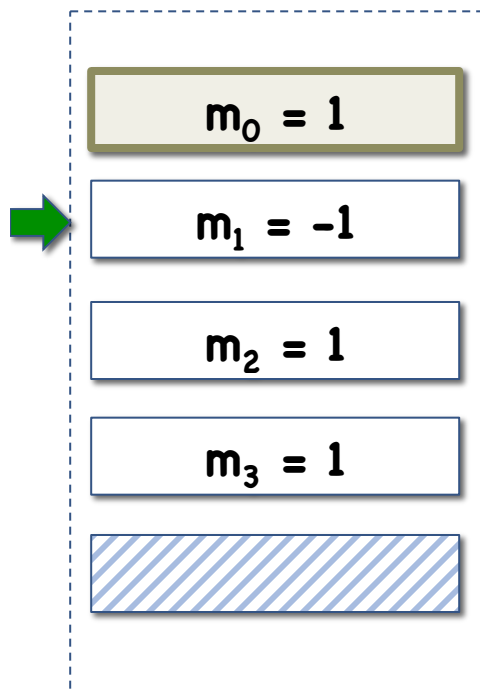 m₀ = 1
m₁ = -1
m₂ = 1
m₃ = 1